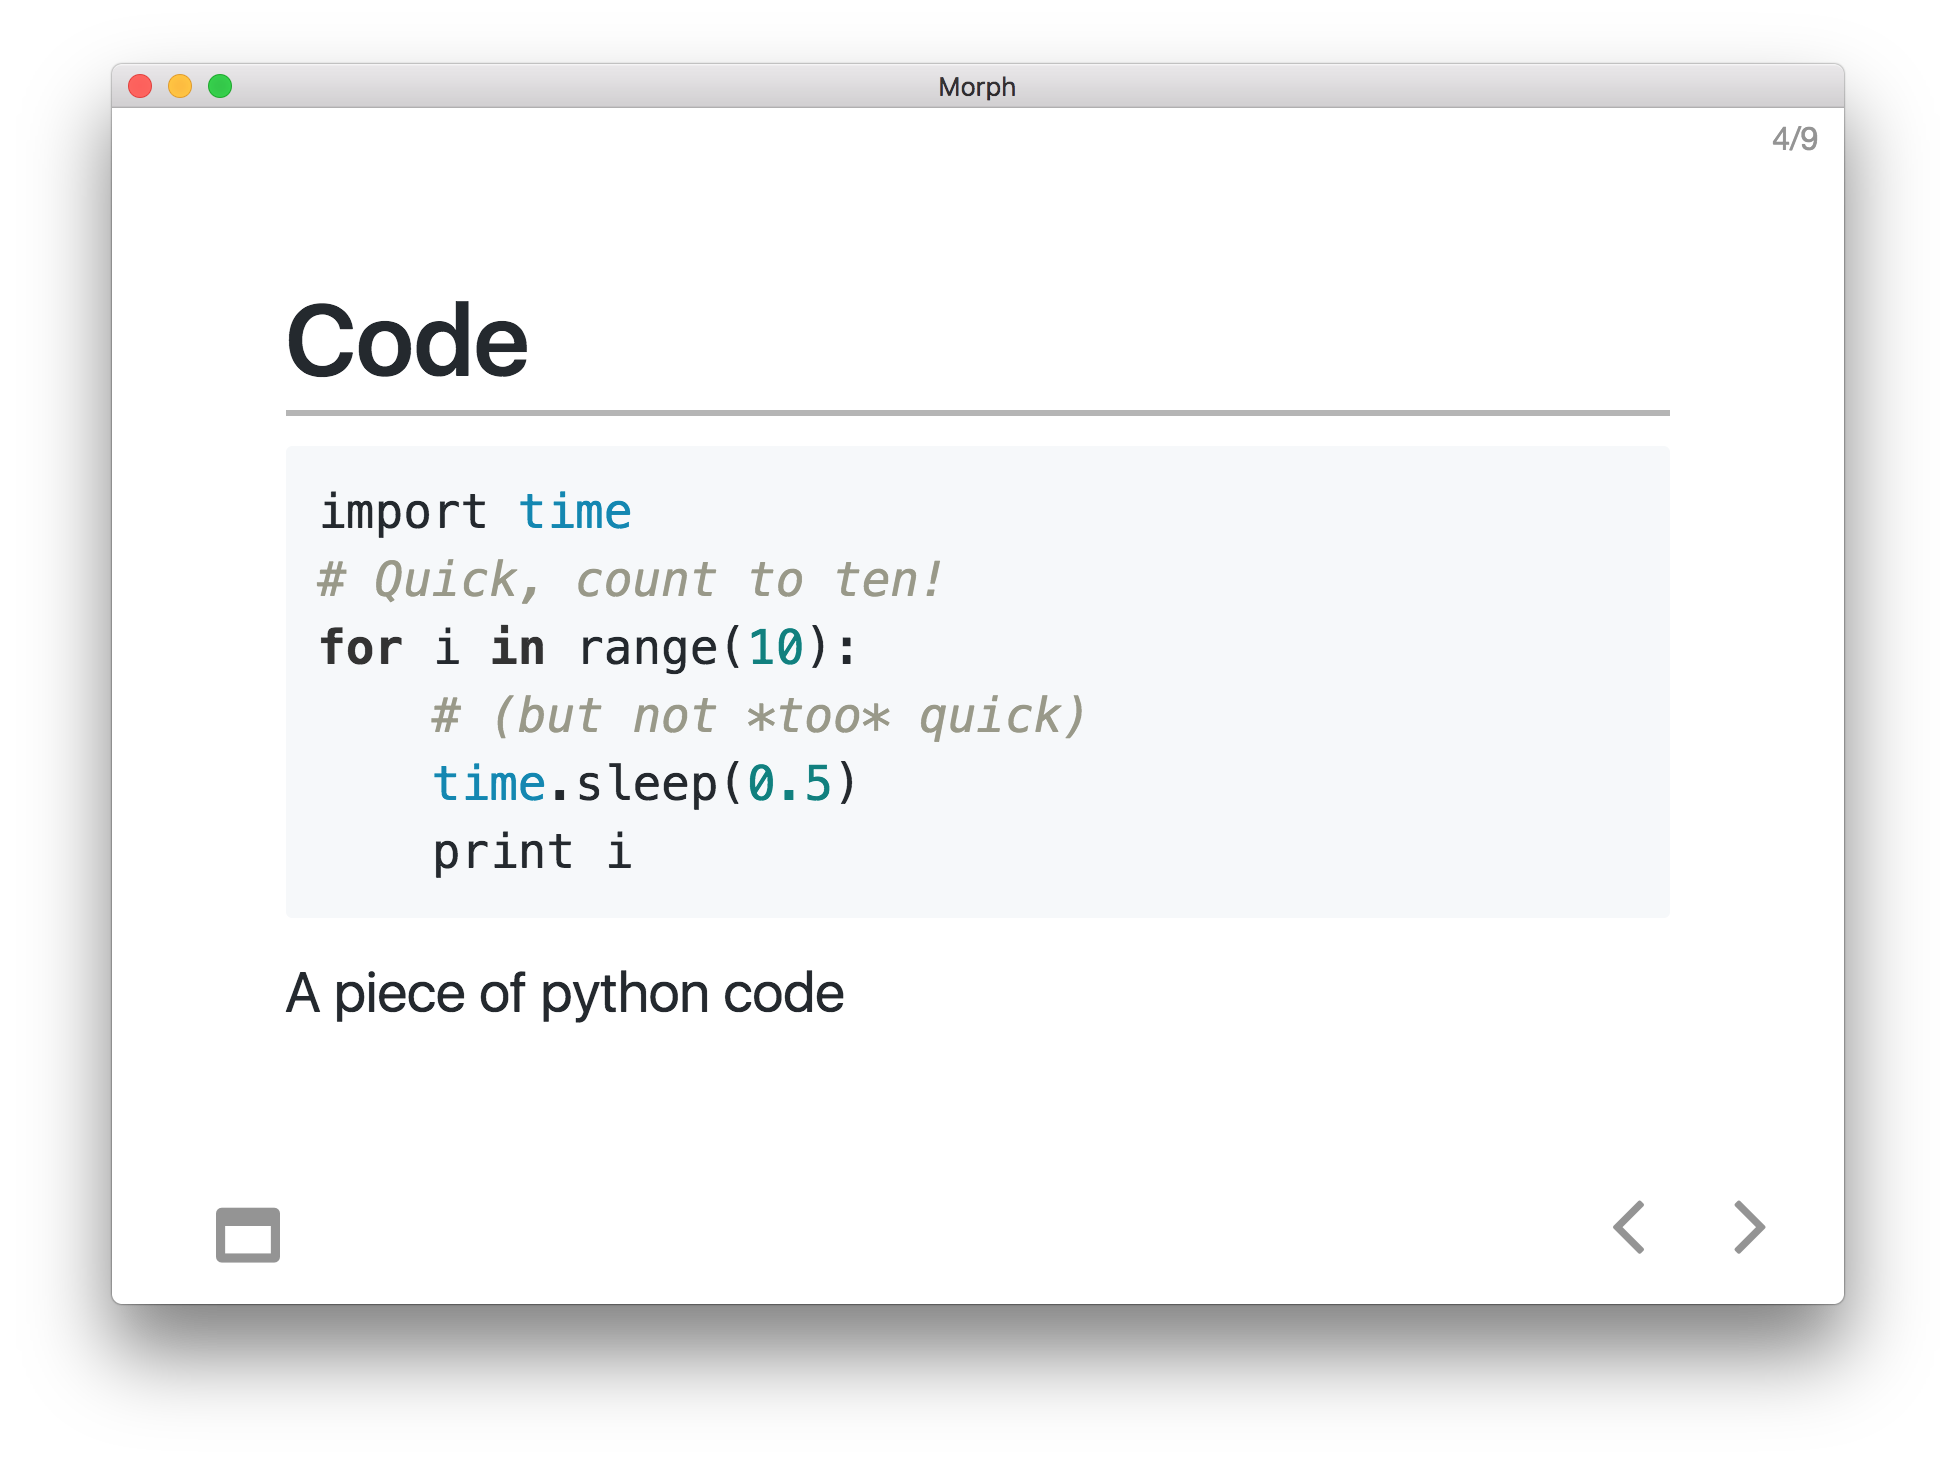 Morph
4/9
Code
import time
# Quick, count to ten!
for i in range(10):
    # (but not *too* quick)
    time.sleep(0.5)
    print i
A piece of python code